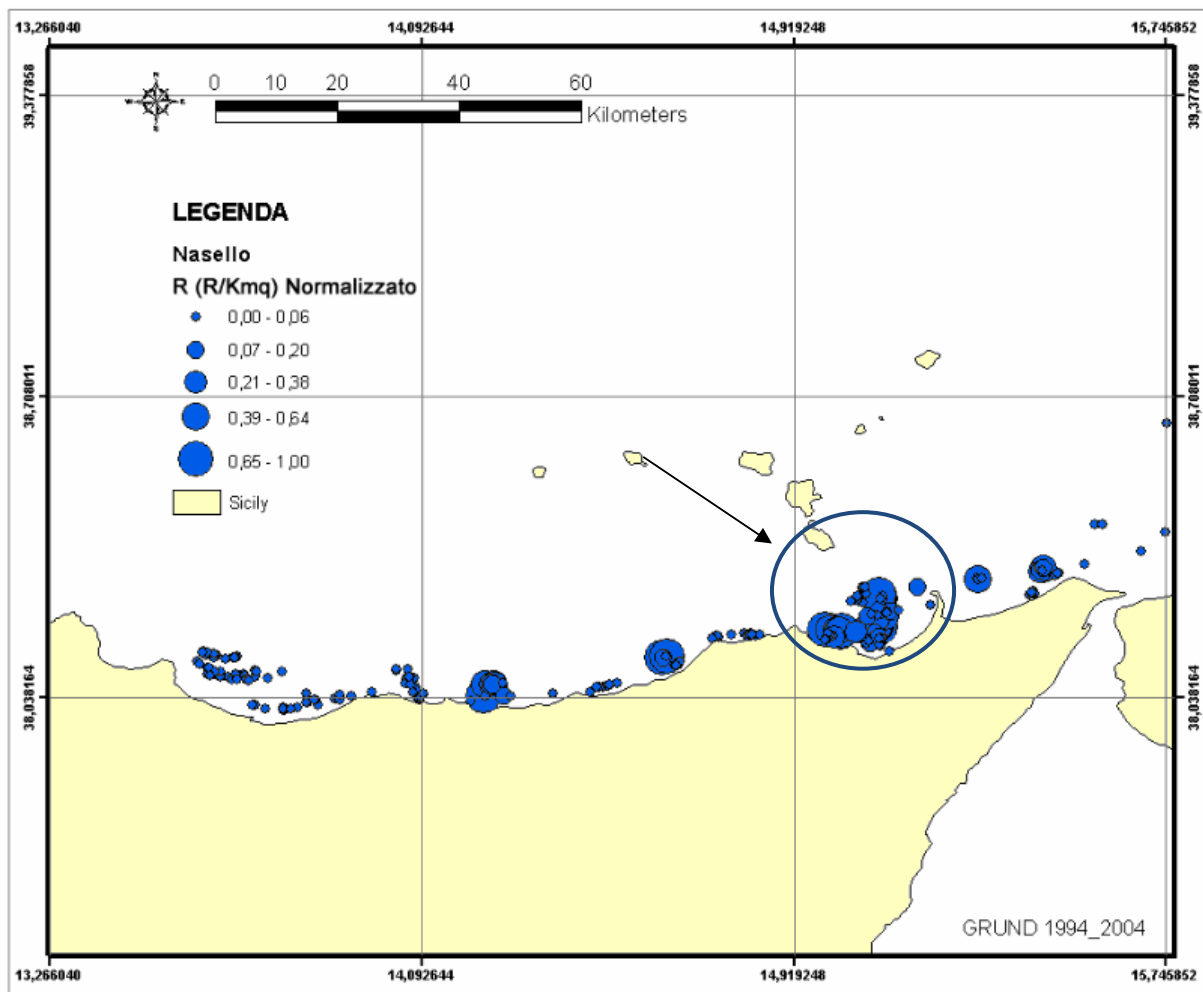 13,266040 14,092644 14,919248 15,745852
39,377858 39,377858
0 10 20 40 60
Kilometers
N
W E
S
LEGENDA
Nasello
R (R/Kmq) Normalizzato
0,00 - 0,06
0,07 - 0,20
0,21 - 0,38
0,39 - 0,64
0,65 - 1,00
Sicily
38,708011 38,708011
38,038164 38,038164
GRUND 1994_2004
13,266040 14,092644 14,919248 15,745852